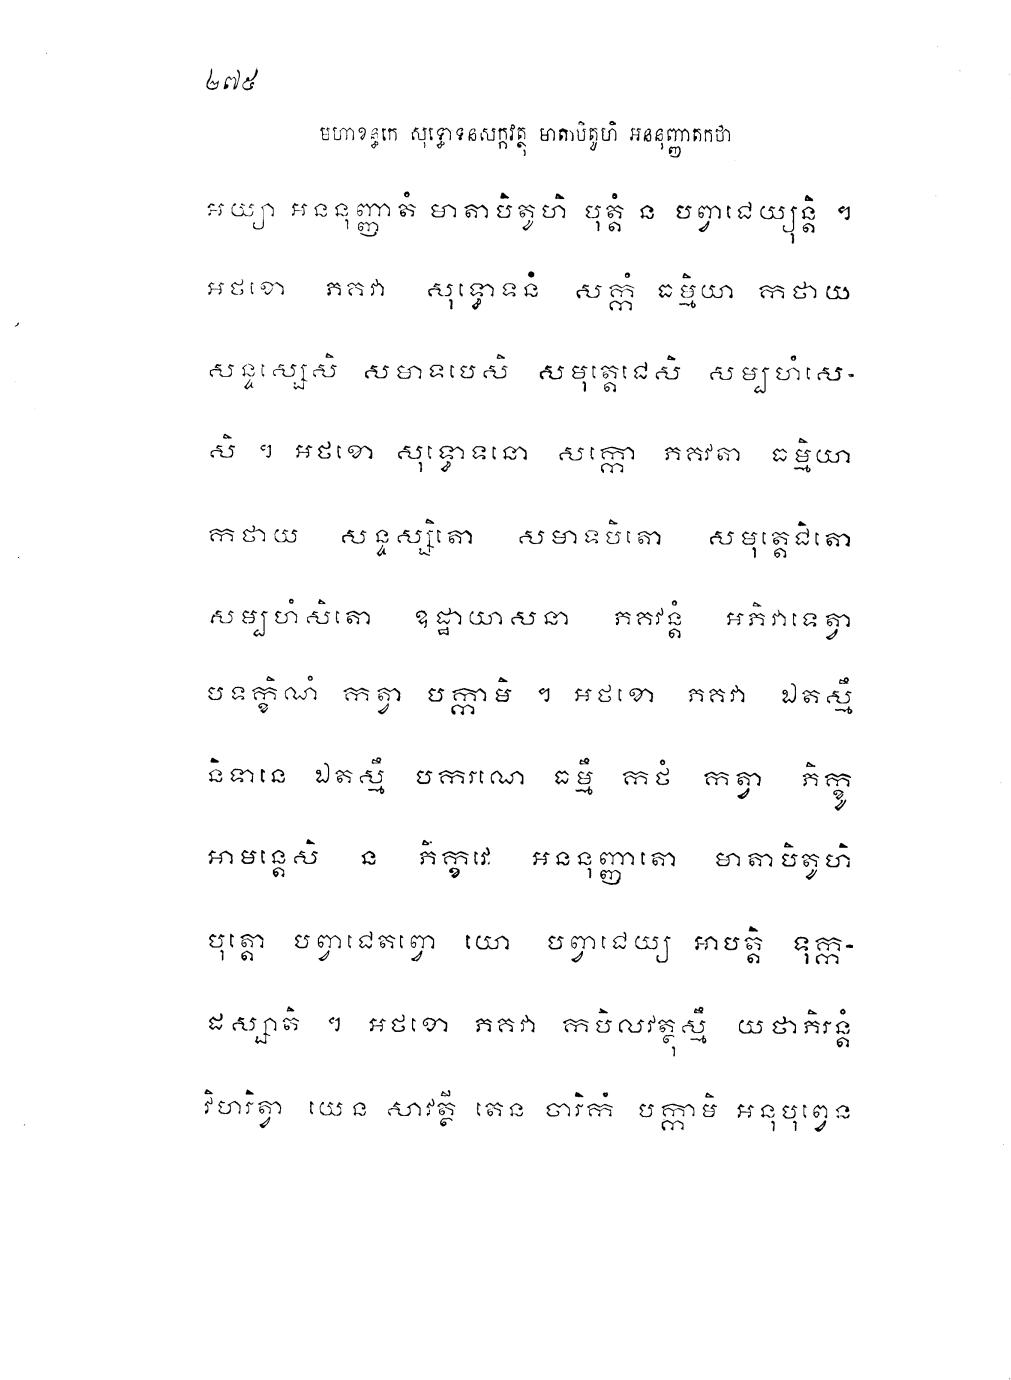 ២៧៥
មហាខន្ធកេ សុទ្ធោទនសក្កវត្ថុ មាតាបិតូហិ អននុញ្ញាតកថា
អយ្យា អននុញ្ញាតំ មាតាបិតូហិ បុត្តំ ន បព្វាជេយ្យុន្តិ ។
អថខោ ភគវា សុទ្ធោទនំ សក្កំ ធម្មិយា កថាយ
សន្ទស្សេសិ សមាទបេសិ សមុត្តេជេសិ សម្បហំសេ-
សិ ។ អថខោ សុទ្ធោទនោ សក្កោ ភគវតា ធម្មិយា
កថាយ សន្ទស្សិតោ សមាទបិតោ សមុត្តេជិតោ
សម្បហំសិតោ ឧដ្ឋាយាសនា ភគវន្តំ អភិវាទេត្វា
បទក្ខិណំ កត្វា បក្កាមិ ។ អថខោ ភគវា ឯតស្មឹ
និទានេ ឯតស្មឹ បករណេ ធម្មឹ កថំ កត្វា ភិក្ខូ
អាមន្តេសិ ន ភិក្ខវេ អននុញ្ញាតោ មាតាបិតូហិ
បុត្តោ បព្វាជេតព្វោ យោ បព្វាជេយ្យ អាបត្តិ ទុក្ក-
ដស្សាតិ ។ អថខោ ភគវា កបិលវត្ថុស្មឹ យថាភិរន្តំ
វិហរិត្វា យេន សាវត្ថី តេន ចារិកំ បក្កាមិ អនុបុព្វេន